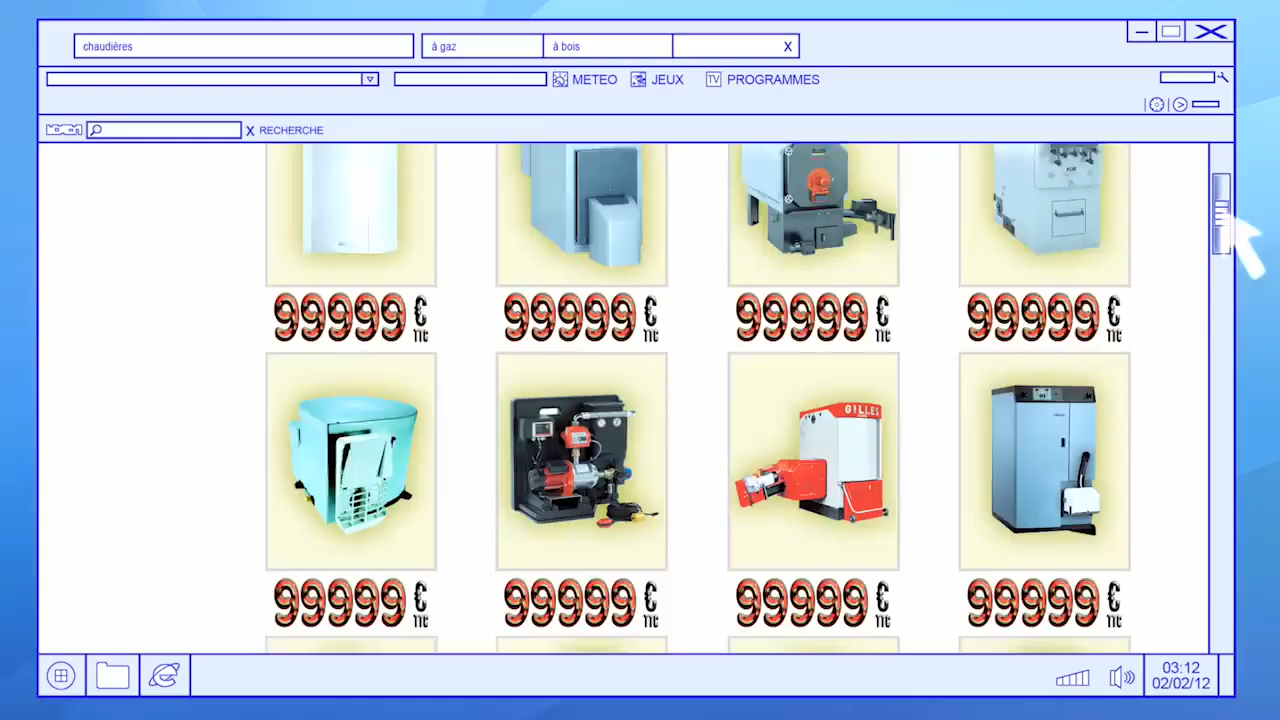 chaudières
à gaz
à bois
X
METEO
JEUX
TV PROGRAMMES
X RECHERCHE
99999€ TTC
99999€ TTC
99999€ TTC
99999€ TTC
GILLES
99999€ TTC
99999€ TTC
99999€ TTC
99999€ TTC
03:12
02/02/12